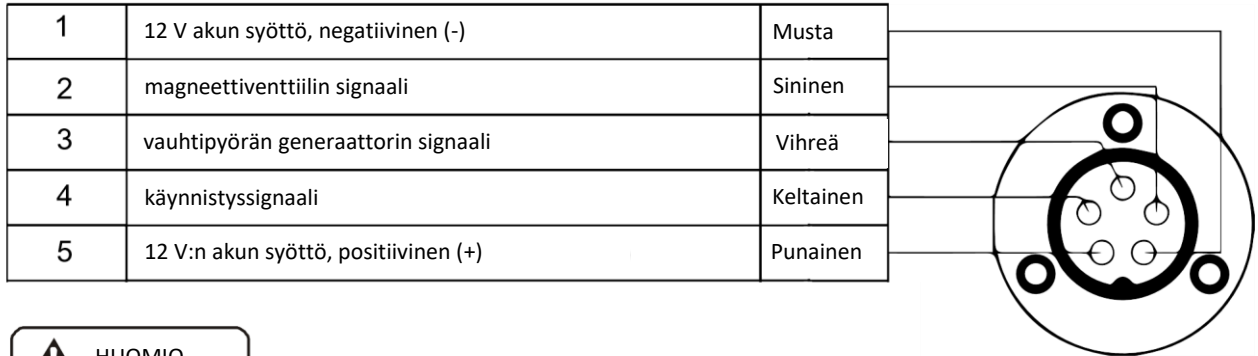 1 12 V akun syöttö, negatiivinen (-) Musta
2 magneettiventtiilin signaali Sininen
3 vauhtipyörän generaattorin signaali Vihreä
4 käynnistyssignaali Keltainen
5 12 V:n akun syöttö, positiivinen (+) Punainen
HUOMIO